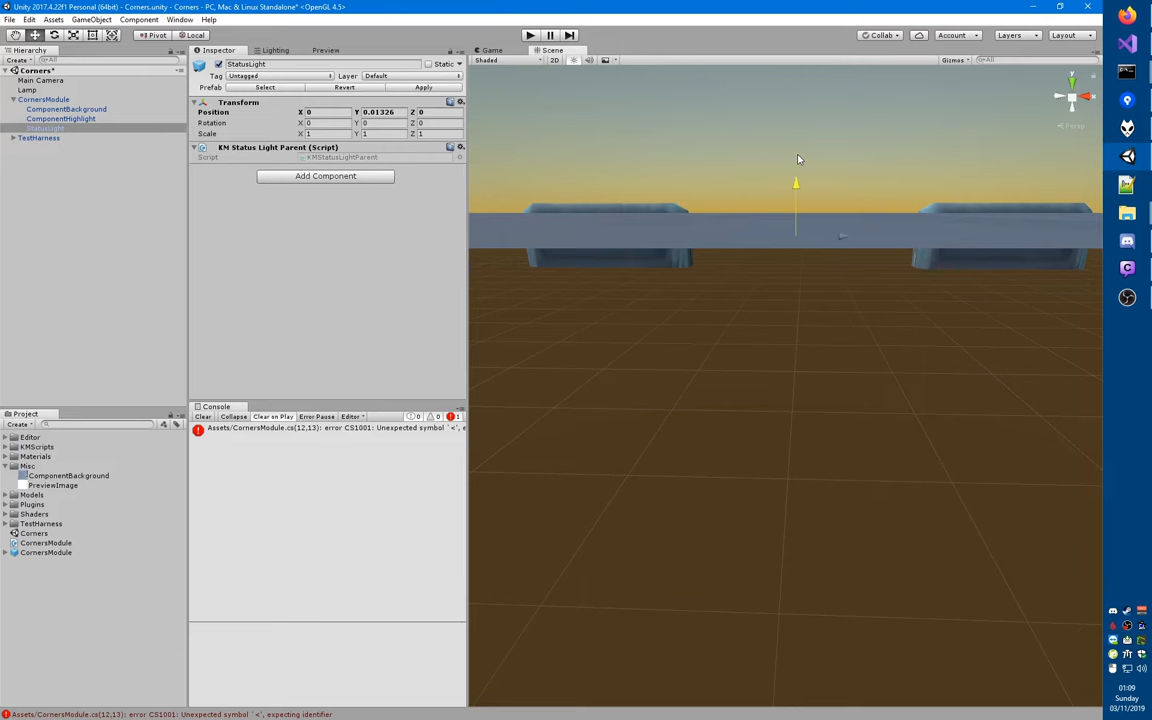 Unity 2017.4.22f1 Personal (64bit) - Corners.unity - Corners - PC, Mac & Linux Standalone* <OpenGL 4.5>
File Edit Assets GameObject Component Window Help
Pivot Local Collab Account Layers Layout
Hierarchy
Create All
Corners*
Main Camera
Lamp
CornersModule
ComponentBackground
ComponentHighlight
StatusLight
TestHarness
Inspector Lighting Preview
StatusLight Static
Tag Untagged Layer Default
Prefab Select Revert Apply
Transform
Position X 0 Y 0.01326 Z 0
Rotation X 0 Y 0 Z 0
Scale X 1 Y 1 Z 1
KM Status Light Parent (Script)
Script KMStatusLightParent
Add Component
Game Scene
Shaded 2D Gizmos All
y
Persp
Project
Create
Editor
KMScripts
Materials
Misc
ComponentBackground
PreviewImage
Models
Plugins
Shaders
TestHarness
Corners
CornersModule
CornersModule
Console
Clear Collapse Clear on Play Error Pause Editor 0 0 1
Assets/CornersModule.cs(12,13): error CS1001: Unexpected symbol `<', e
Assets/CornersModule.cs(12,13): error CS1001: Unexpected symbol `<', expecting identifier
01:09
Sunday
03/11/2019